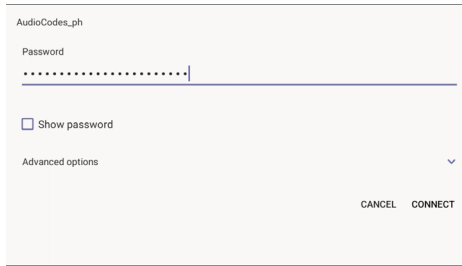 AudioCodes_ph
Password
••••••••••••••••••••••••
Show password
Advanced options
CANCEL CONNECT